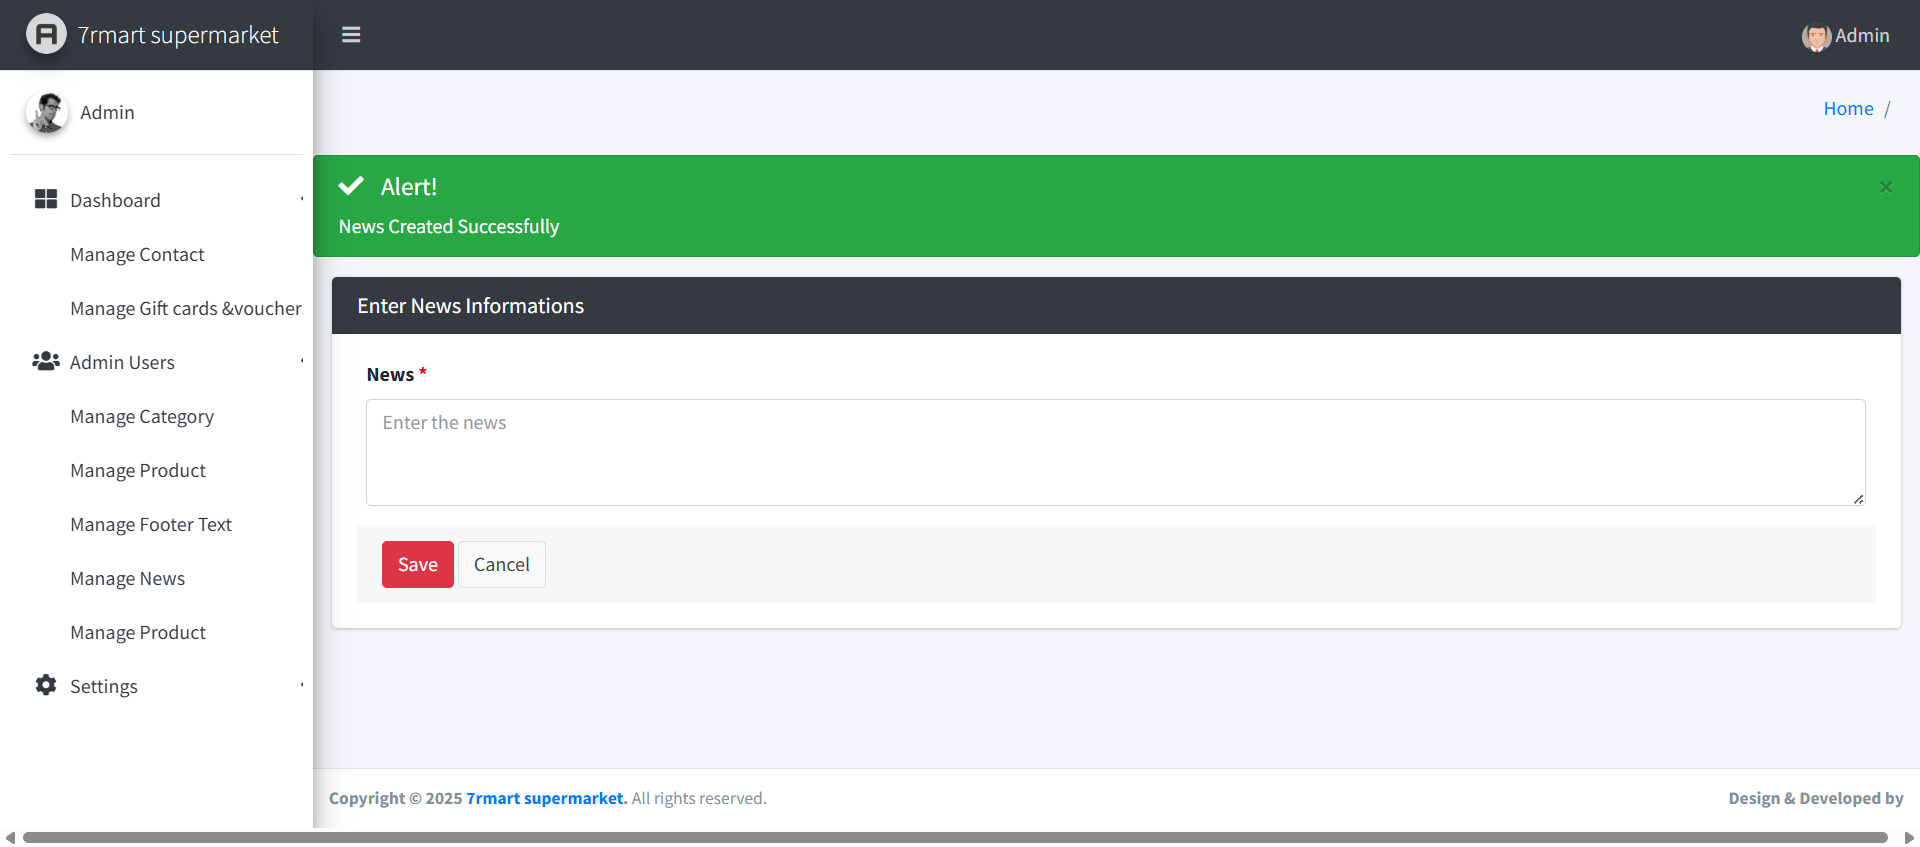 7rmart supermarket
Admin
Admin
Home /
Alert!
×
News Created Successfully
Dashboard
Manage Contact
Manage Gift cards &voucher
Admin Users
Manage Category
Manage Product
Manage Footer Text
Manage News
Manage Product
Settings
Enter News Informations
News *
Enter the news
Save
Cancel
Copyright © 2025 7rmart supermarket. All rights reserved.
Design & Developed by